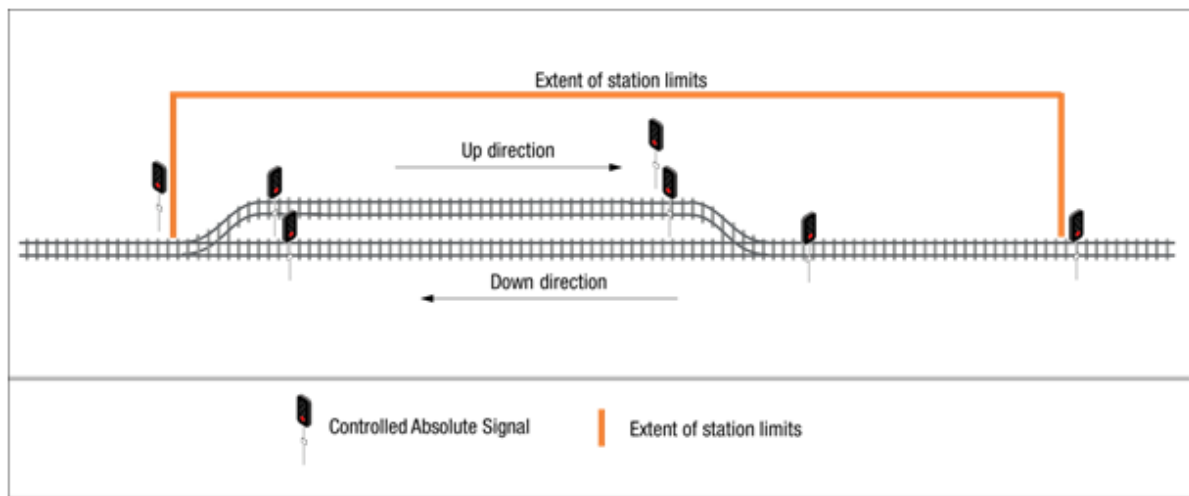 Extent of station limits
Up direction
Down direction
Controlled Absolute Signal
Extent of station limits